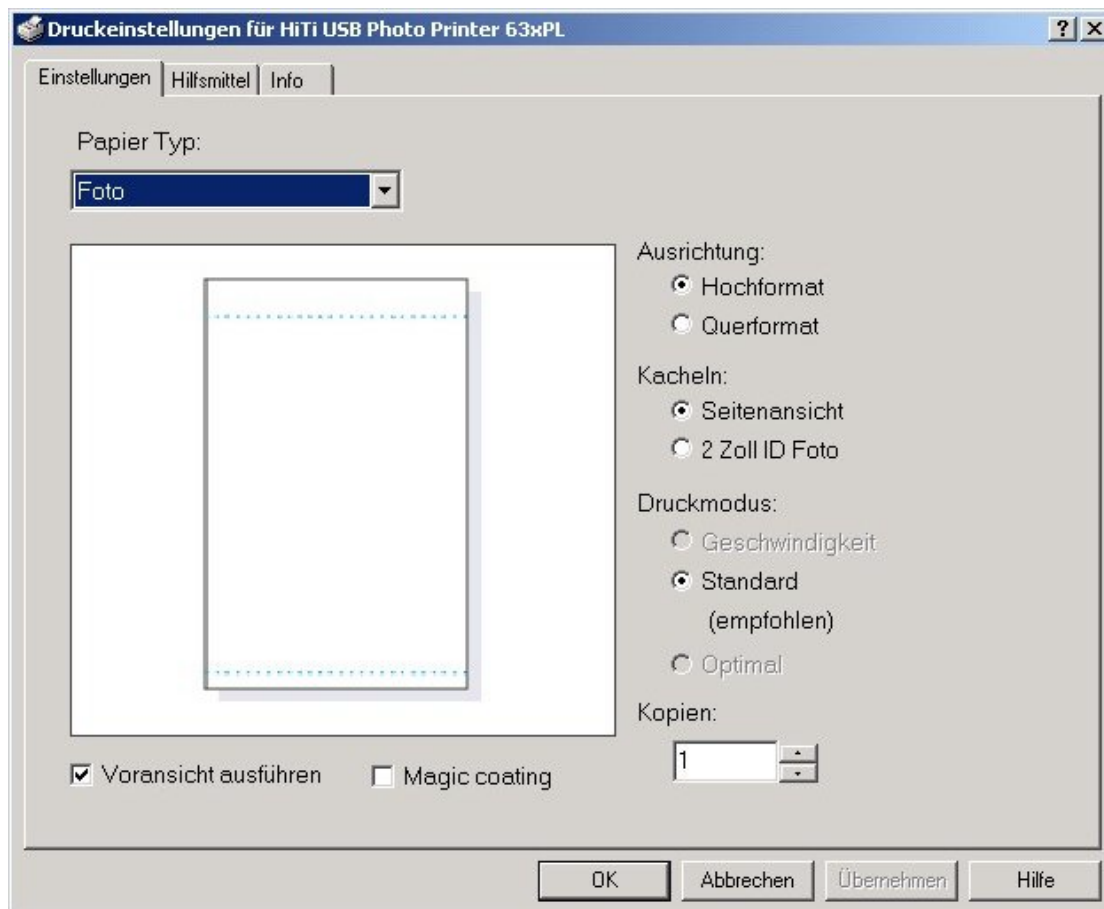 Druckeinstellungen für HiTi USB Photo Printer 63xPL
Einstellungen Hilfsmittel Info
Papier Typ:
Foto
Ausrichtung:
Hochformat
Querformat
Kacheln:
Seitenansicht
2 Zoll ID Foto
Druckmodus:
Geschwindigkeit
Standard
(empfohlen)
Optimal
Kopien:
1
Voransicht ausführen Magic coating
OK Abbrechen Übernehmen Hilfe